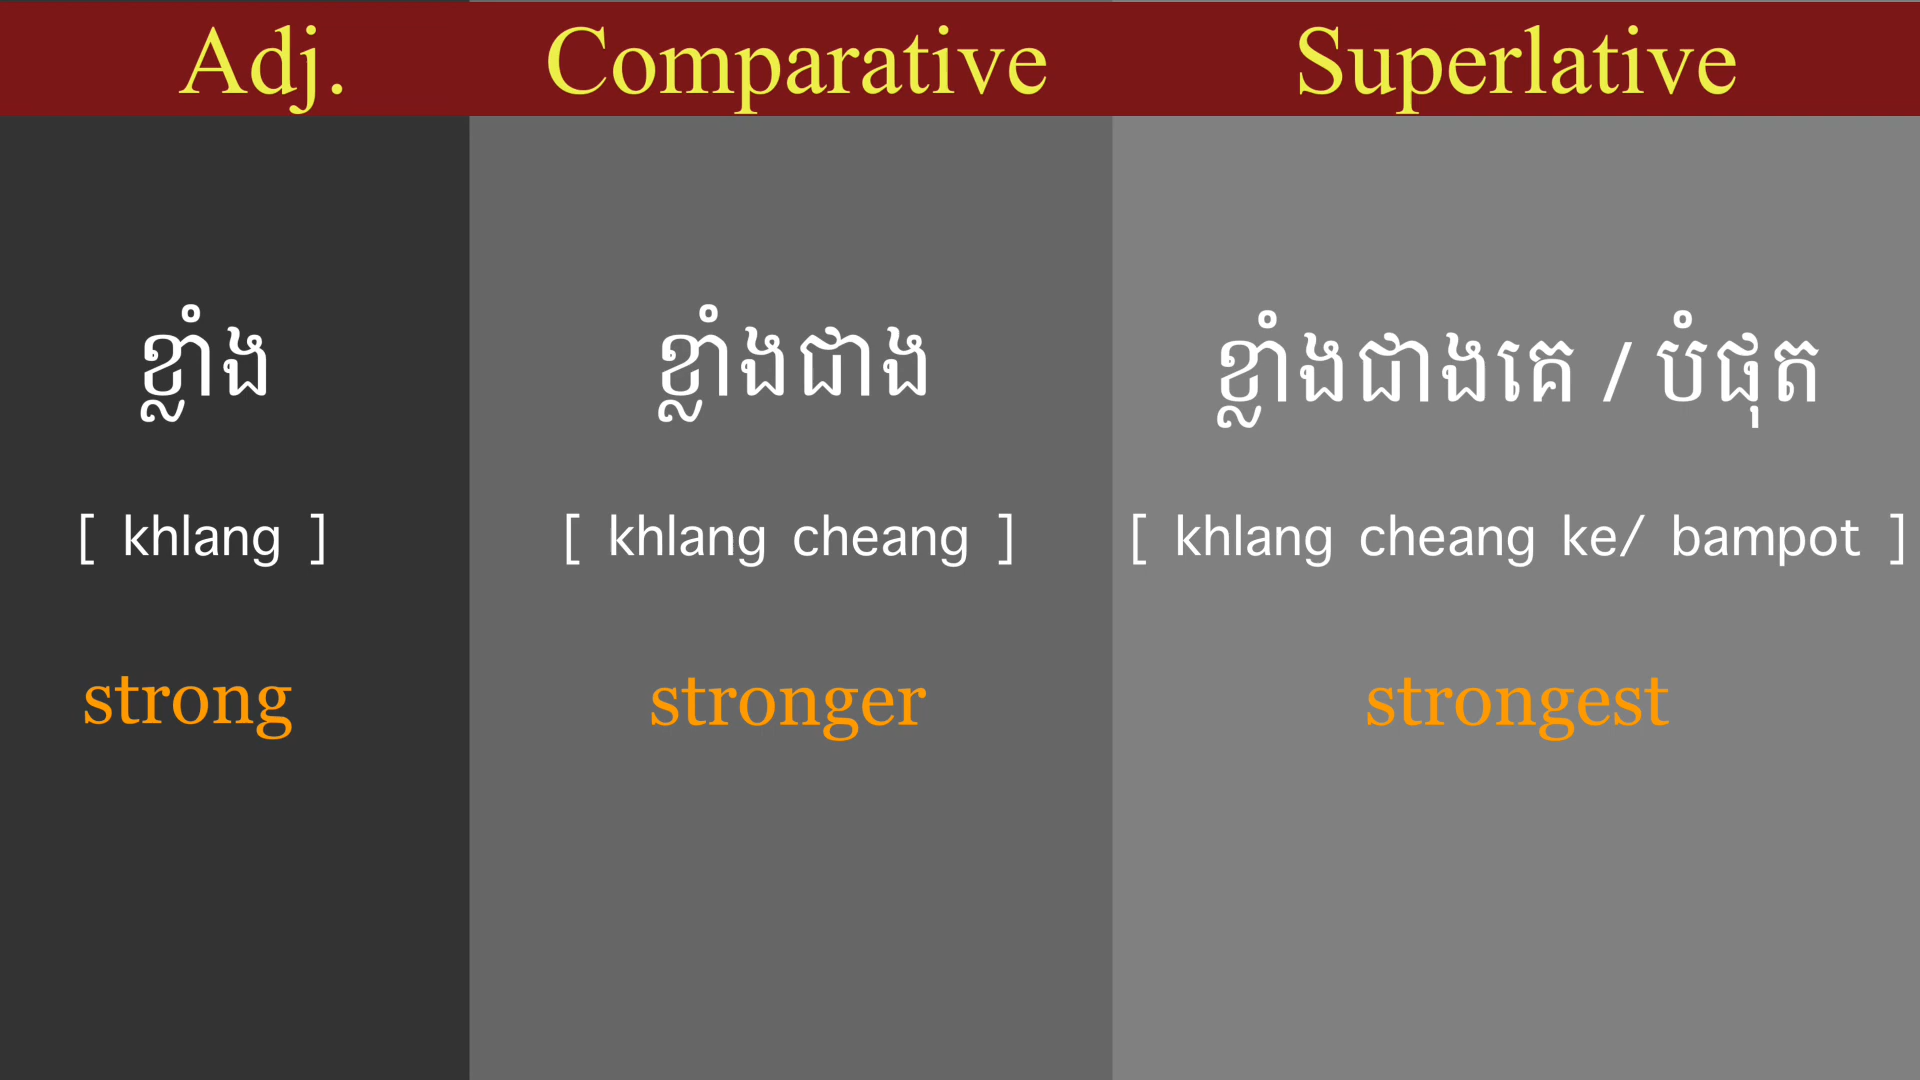 Adj. Comparative Superlative
ខ្លាំង ខ្លាំងជាង ខ្លាំងជាងគេ / បំផុត
[ khlang ] [ khlang cheang ] [ khlang cheang ke/ bampot ]
strong stronger strongest